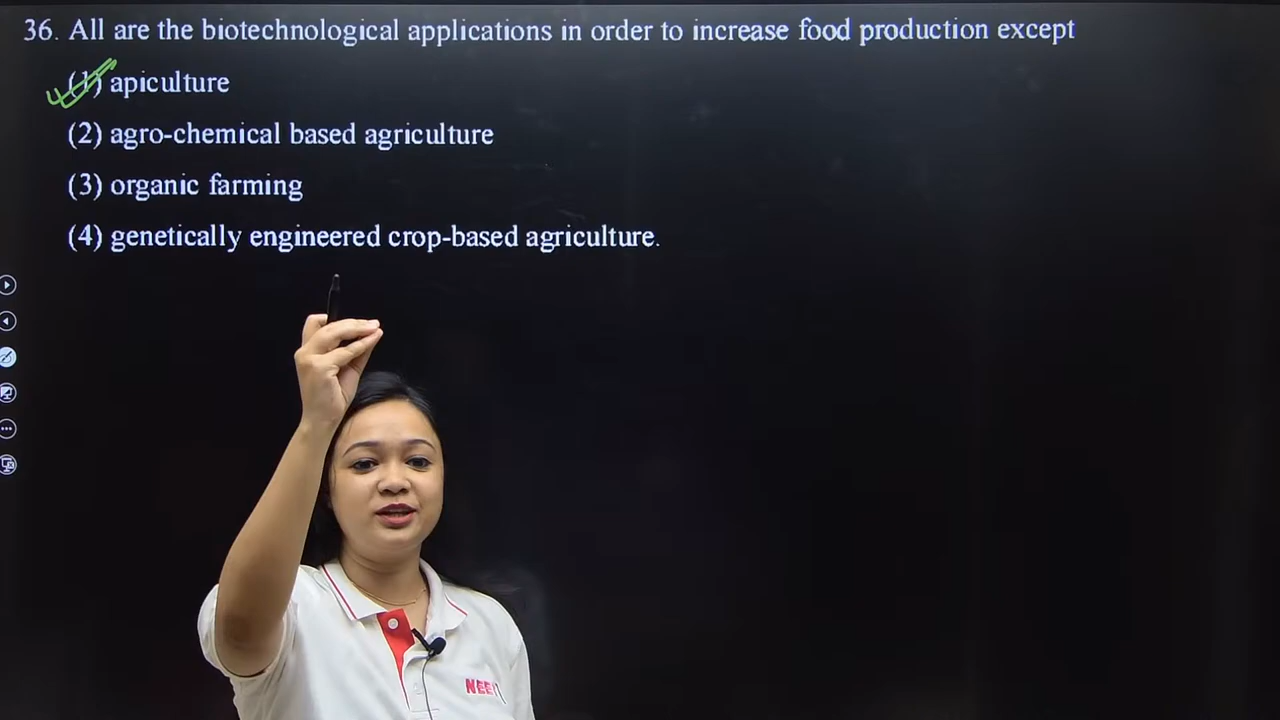 36. All are the biotechnological applications in order to increase food production except
(1) apiculture
(2) agro-chemical based agriculture
(3) organic farming
(4) genetically engineered crop-based agriculture.